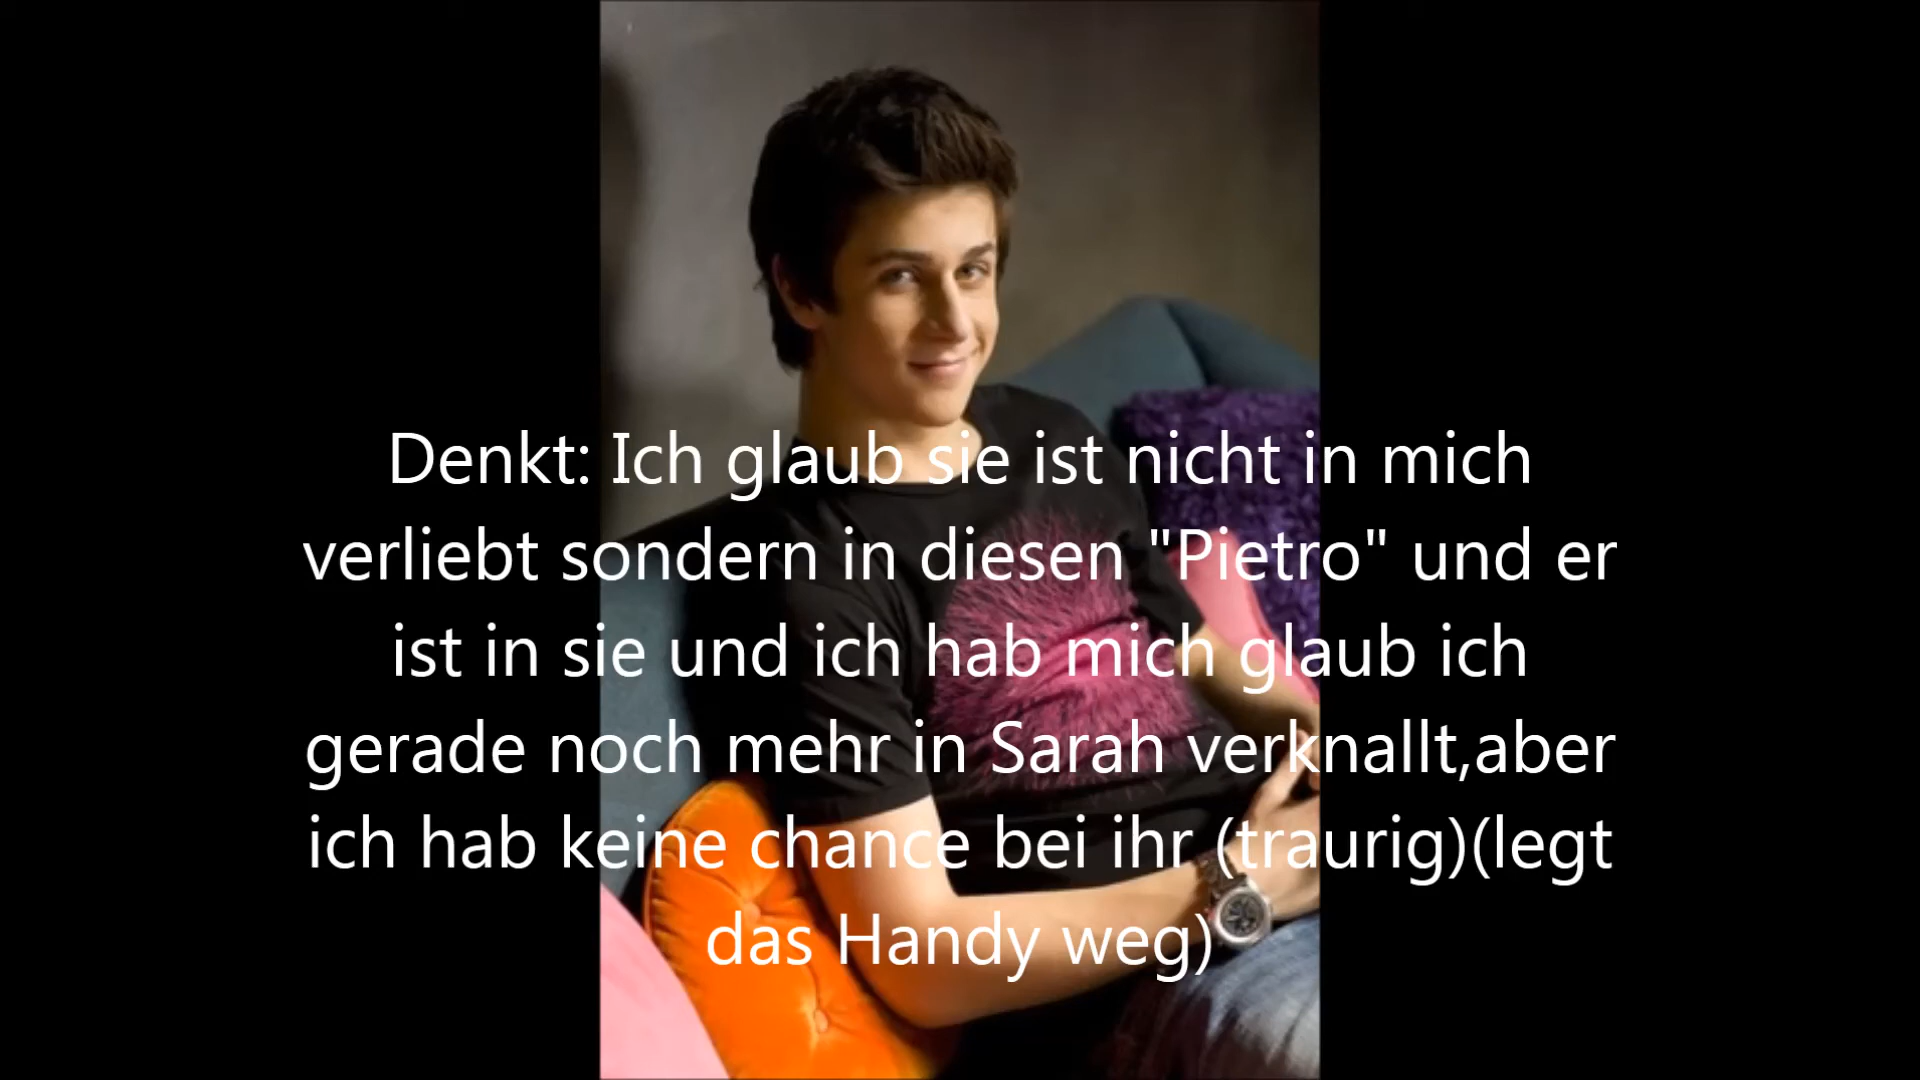 Denkt: Ich glaub sie ist nicht in mich
verliebt sondern in diesen "Pietro" und er
ist in sie und ich hab mich glaub ich
gerade noch mehr in Sarah verknallt,aber
ich hab keine chance bei ihr (traurig)(legt
das Handy weg)